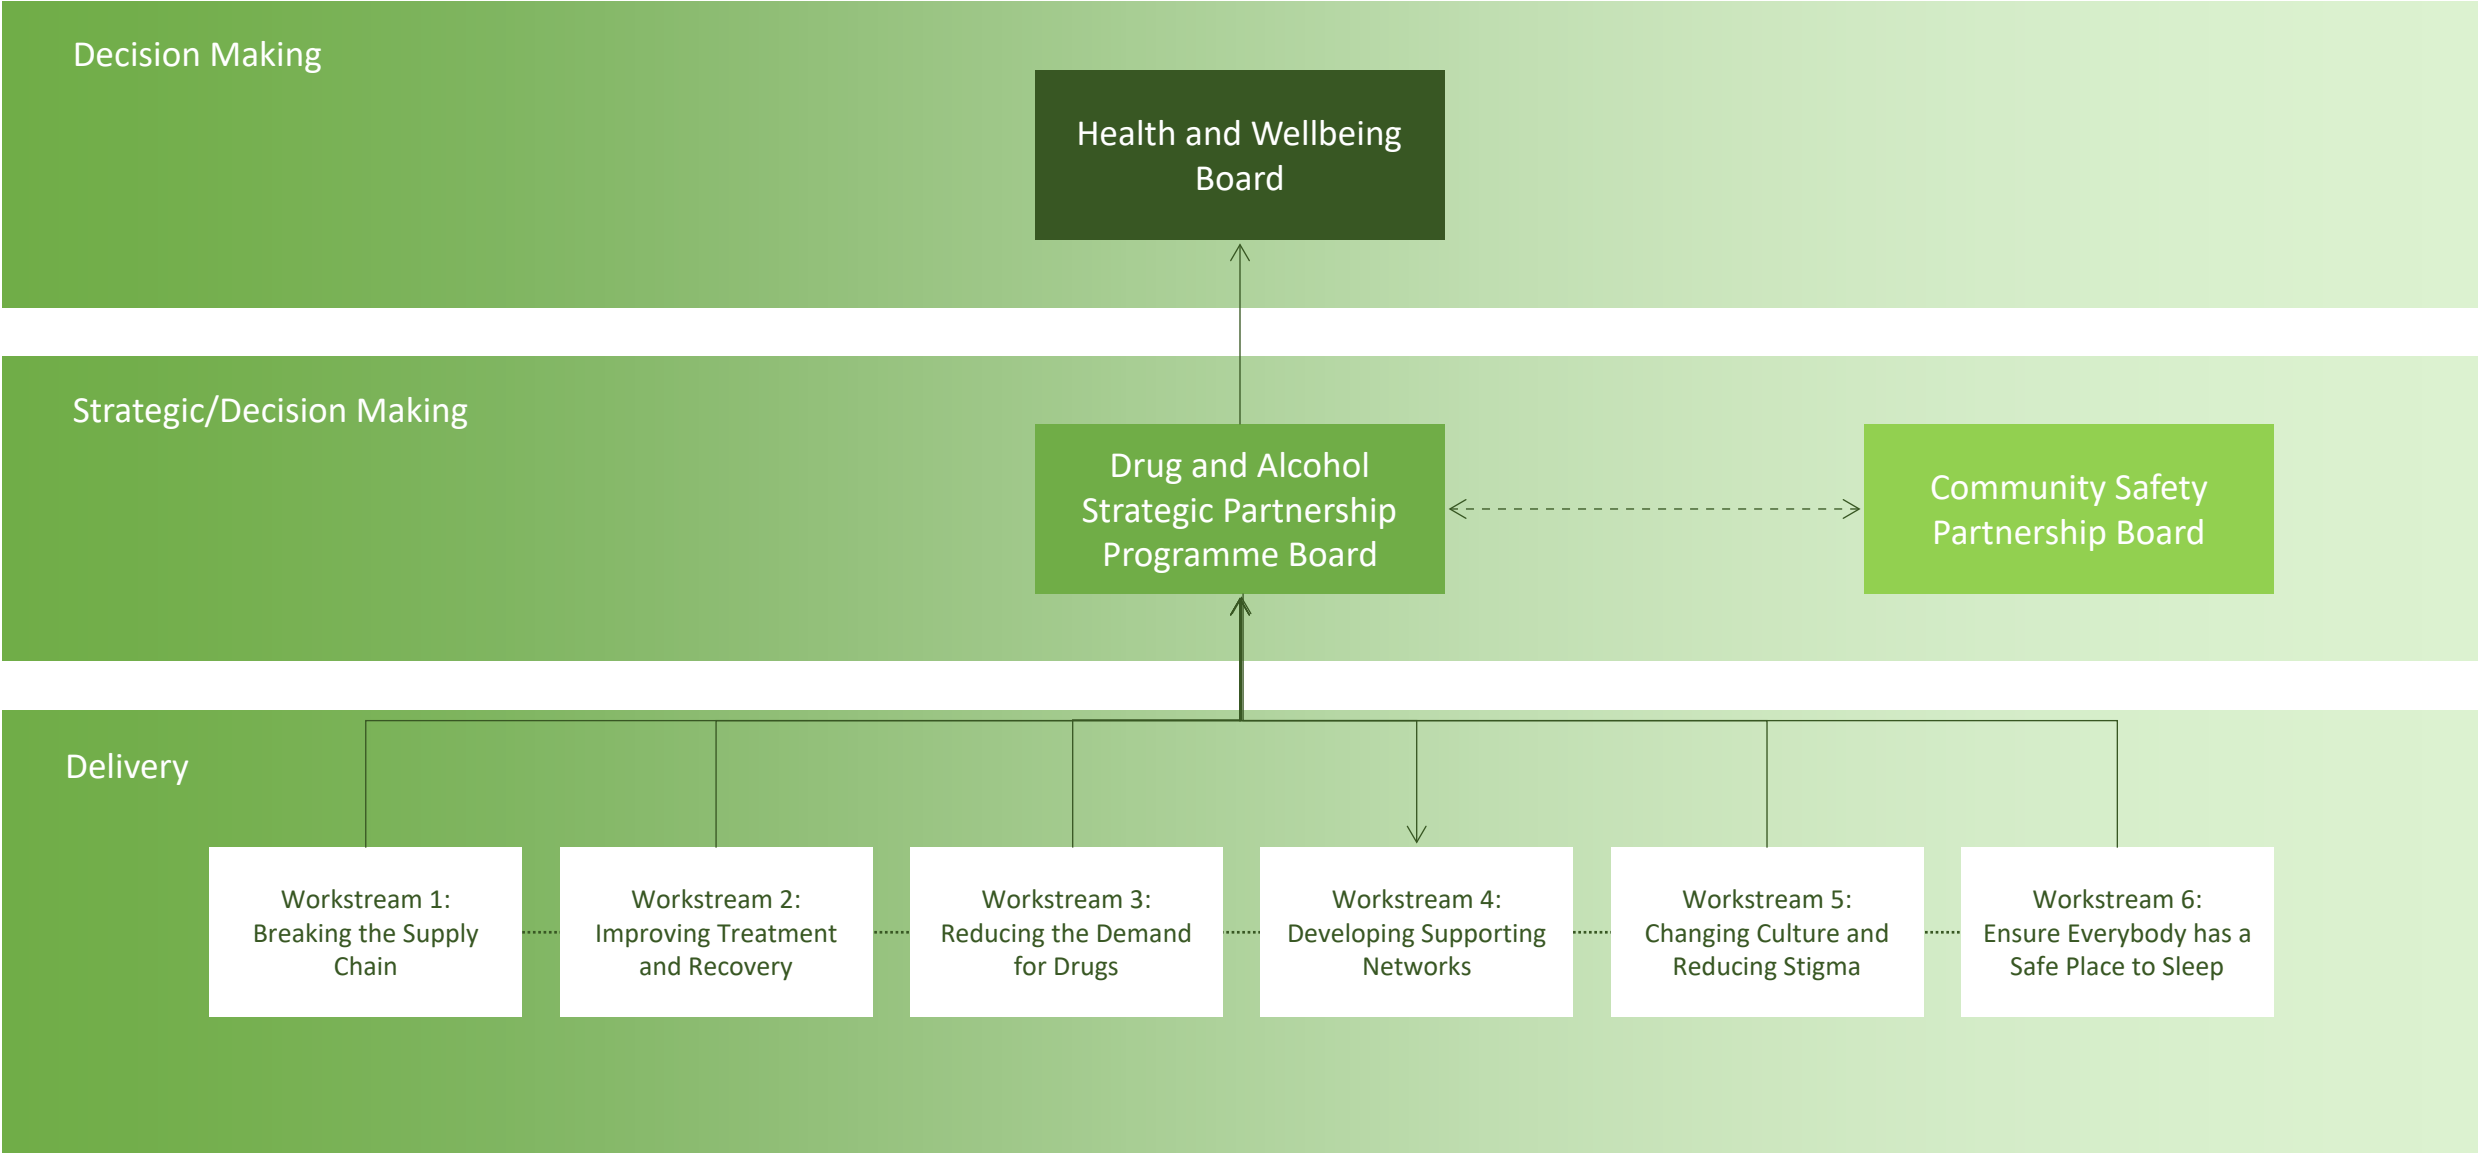 Decision Making
Health and Wellbeing
Board
Strategic/Decision Making
Drug and Alcohol
Strategic Partnership
Programme Board
Community Safety
Partnership Board
Delivery
Workstream 1:
Breaking the Supply
Chain
Workstream 2:
Improving Treatment
and Recovery
Workstream 3:
Reducing the Demand
for Drugs
Workstream 4:
Developing Supporting
Networks
Workstream 5:
Changing Culture and
Reducing Stigma
Workstream 6:
Ensure Everybody has a
Safe Place to Sleep